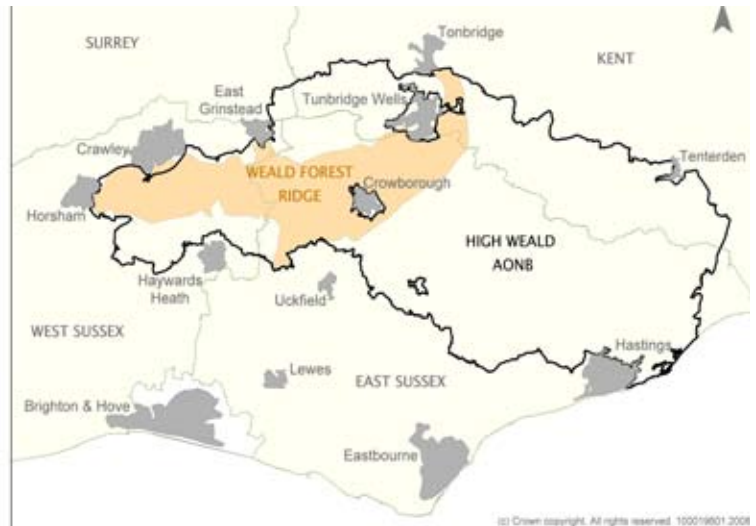 Tonbridge
SURREY
KENT
East
Grinstead
Tunbridge Wells
Crawley
Tenterden
WEALD FOREST
RIDGE
Crowborough
Horsham
HIGH WEALD
AONB
Haywards
Heath
Uckfield
WEST SUSSEX
Hastings
Lewes
EAST SUSSEX
Brighton & Hove
Eastbourne
(c) Crown copyright. All rights reserved. 100019601.2008